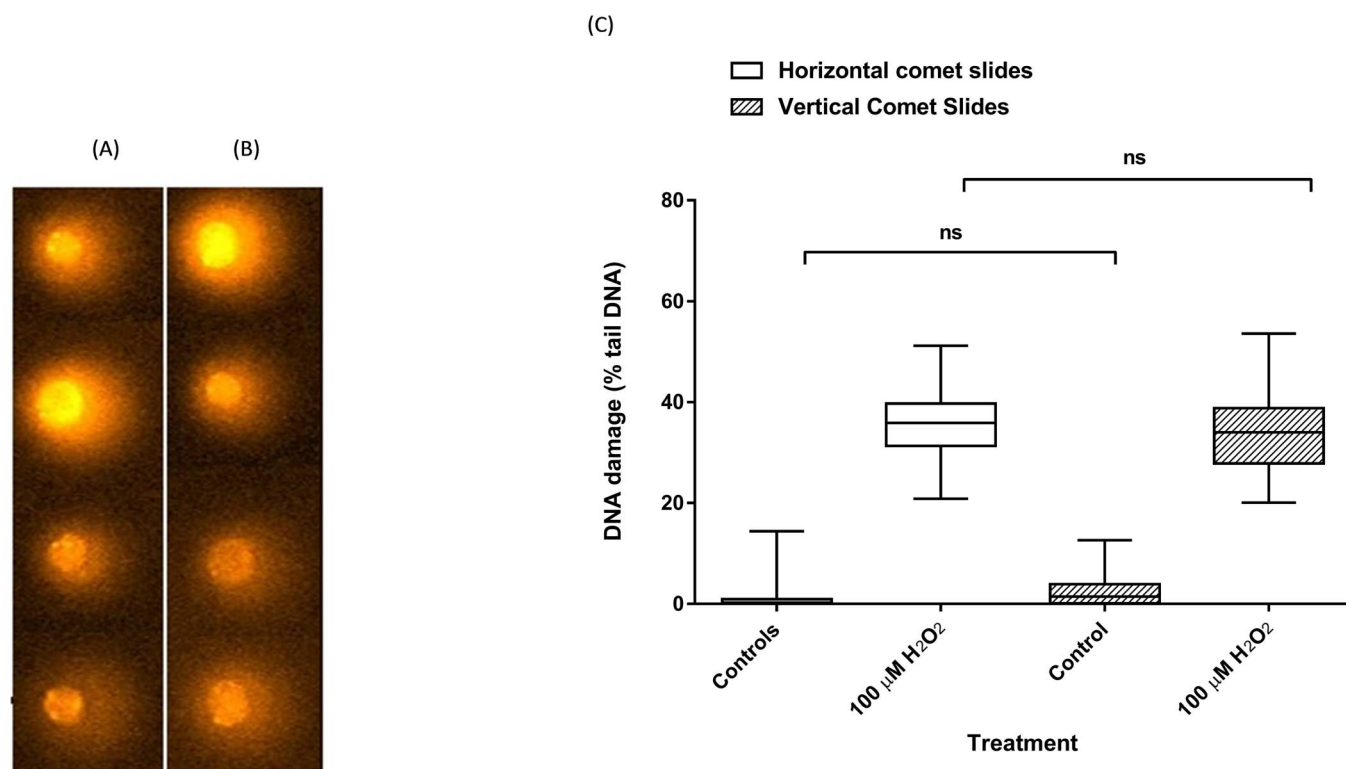 (C)
Horizontal comet slides
Vertical Comet Slides
(A)
(B)
ns
ns
80
60
40
20
0
DNA damage (% tail DNA)
Controls
100 μM H₂O₂
Control
100 μM H₂O₂
Treatment